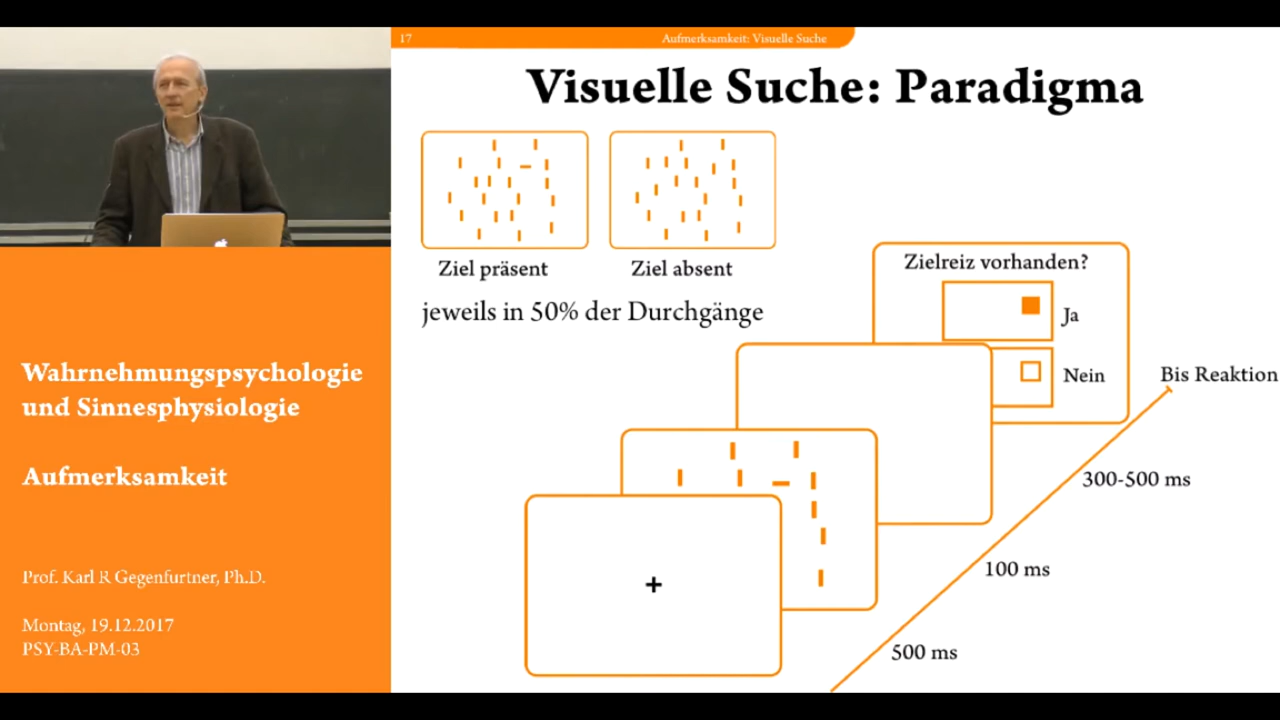 17
Aufmerksamkeit: Visuelle Suche
Visuelle Suche: Paradigma
Ziel präsent
Ziel absent
jeweils in 50% der Durchgänge
Zielreiz vorhanden?
Ja
Nein
Bis Reaktion
300-500 ms
100 ms
500 ms
Wahrnehmungspsychologie
und Sinnesphysiologie
Aufmerksamkeit
Prof. Karl R Gegenfurtner, Ph.D.
Montag, 19.12.2017
PSY-BA-PM-03